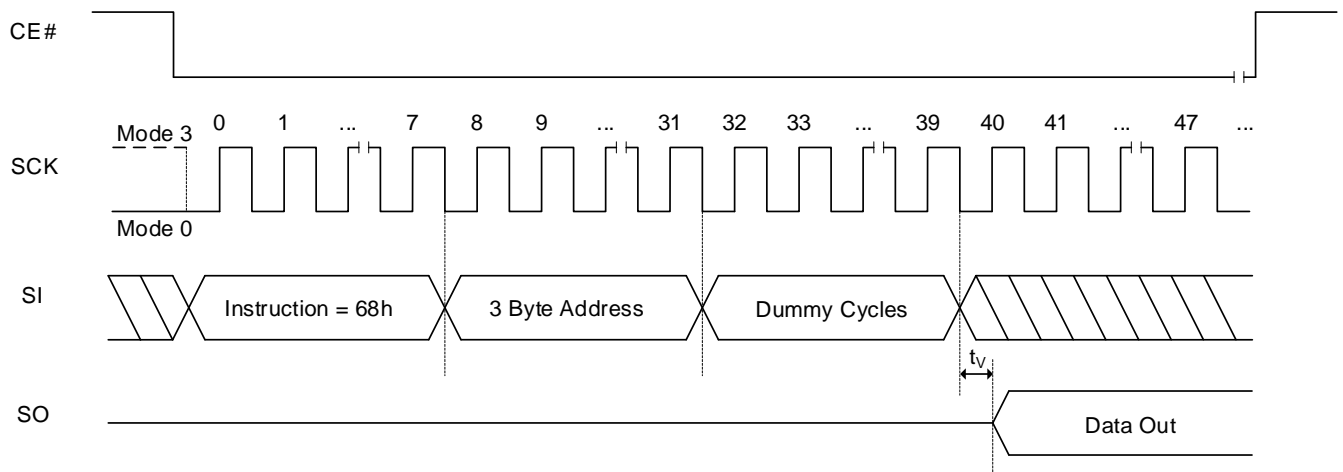 CE#
0 1 ... 7 8 9 ... 31 32 33 ... 39 40 41 ... 47 ...
Mode 3
SCK
Mode 0
SI
Instruction = 68h
3 Byte Address
Dummy Cycles
tV
SO
Data Out